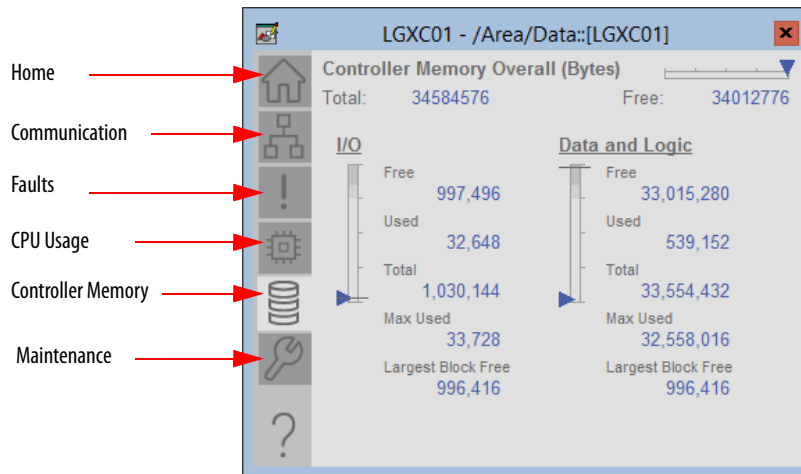 LGXC01 - /Area/Data::[LGXC01]
Home
Communication
Faults
CPU Usage
Controller Memory
Maintenance
Controller Memory Overall (Bytes)
Total: 34584576 Free: 34012776
I/O
Free
997,496
Used
32,648
Total
1,030,144
Max Used
33,728
Largest Block Free
996,416
Data and Logic
Free
33,015,280
Used
539,152
Total
33,554,432
Max Used
32,558,016
Largest Block Free
996,416
?